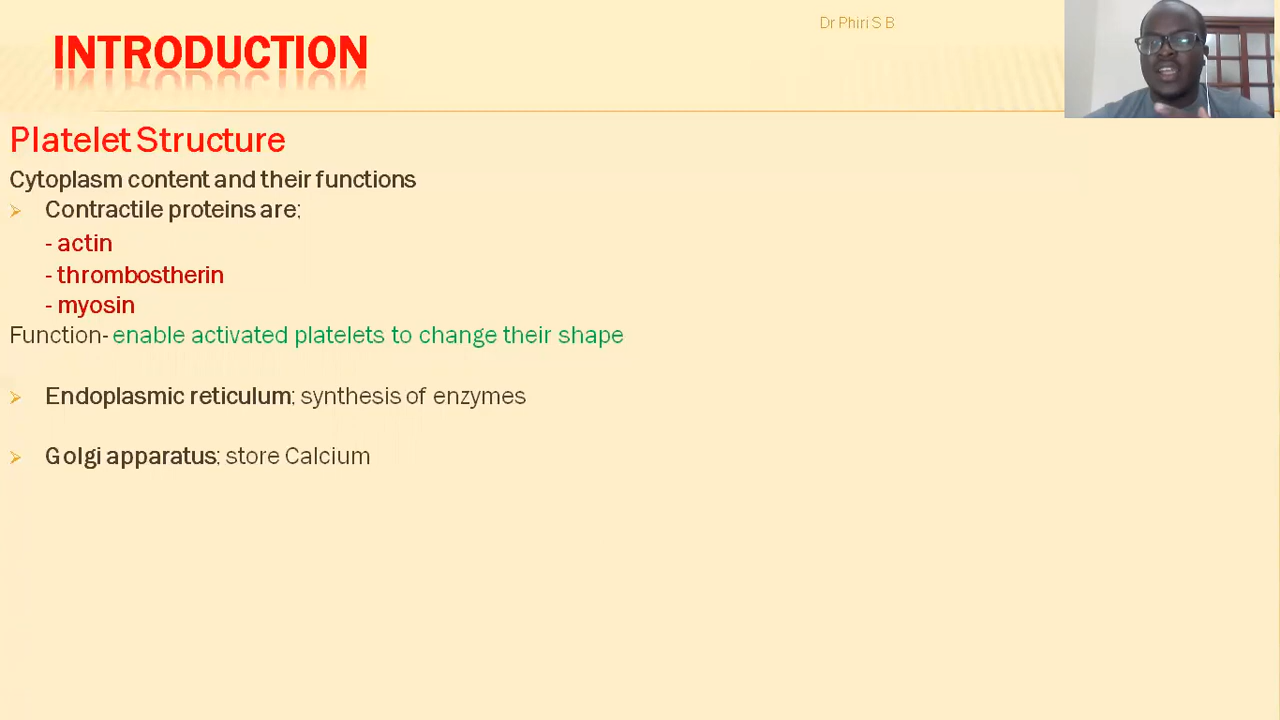 INTRODUCTION
Dr Phiri S B
Platelet Structure
Cytoplasm content and their functions
Contractile proteins are;
- actin
- thrombostherin
- myosin
Function- enable activated platelets to change their shape
Endoplasmic reticulum; synthesis of enzymes
Golgi apparatus; store Calcium